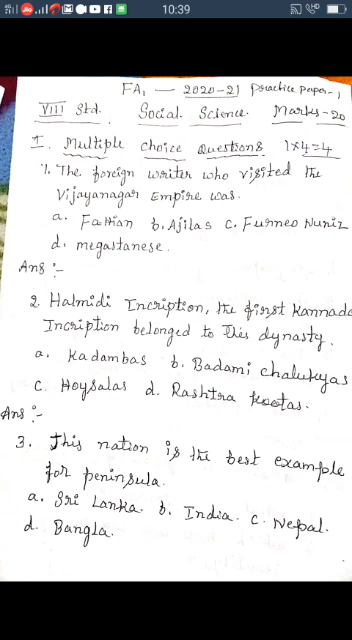 10:39
FA1 — 2020-21 Practice paper-1
VIII Std. Social Science. Marks-20
I. Multiple choice Questions 1x4=4
1. The foreign writer who visited the
Vijayanagar Empire was.
a. FaHian b. Ajilas c. Furneo Nuniz
d. megastanese.
Ans :-
2. Halmidi Incription, the first kannada
Incription belonged to this dynasty.
a. Kadambas b. Badami chalukyas
c. Hoysalas d. Rashtra kootas.
Ans :-
3. This nation is the best example
for peninsula.
a. Sri Lanka. b. India. c. Nepal.
d. Bangla.